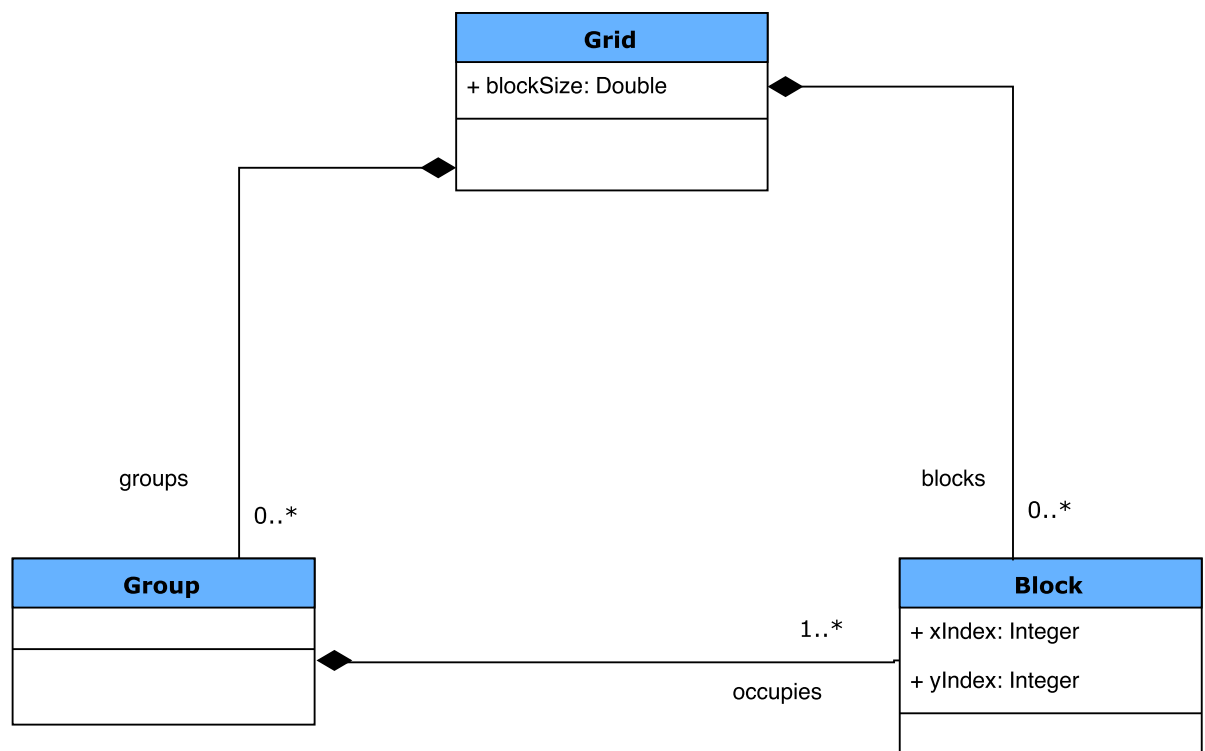 Grid
+ blockSize: Double
groups
0..*
blocks
0..*
Group
Block
+ xIndex: Integer
+ yIndex: Integer
1..*
occupies